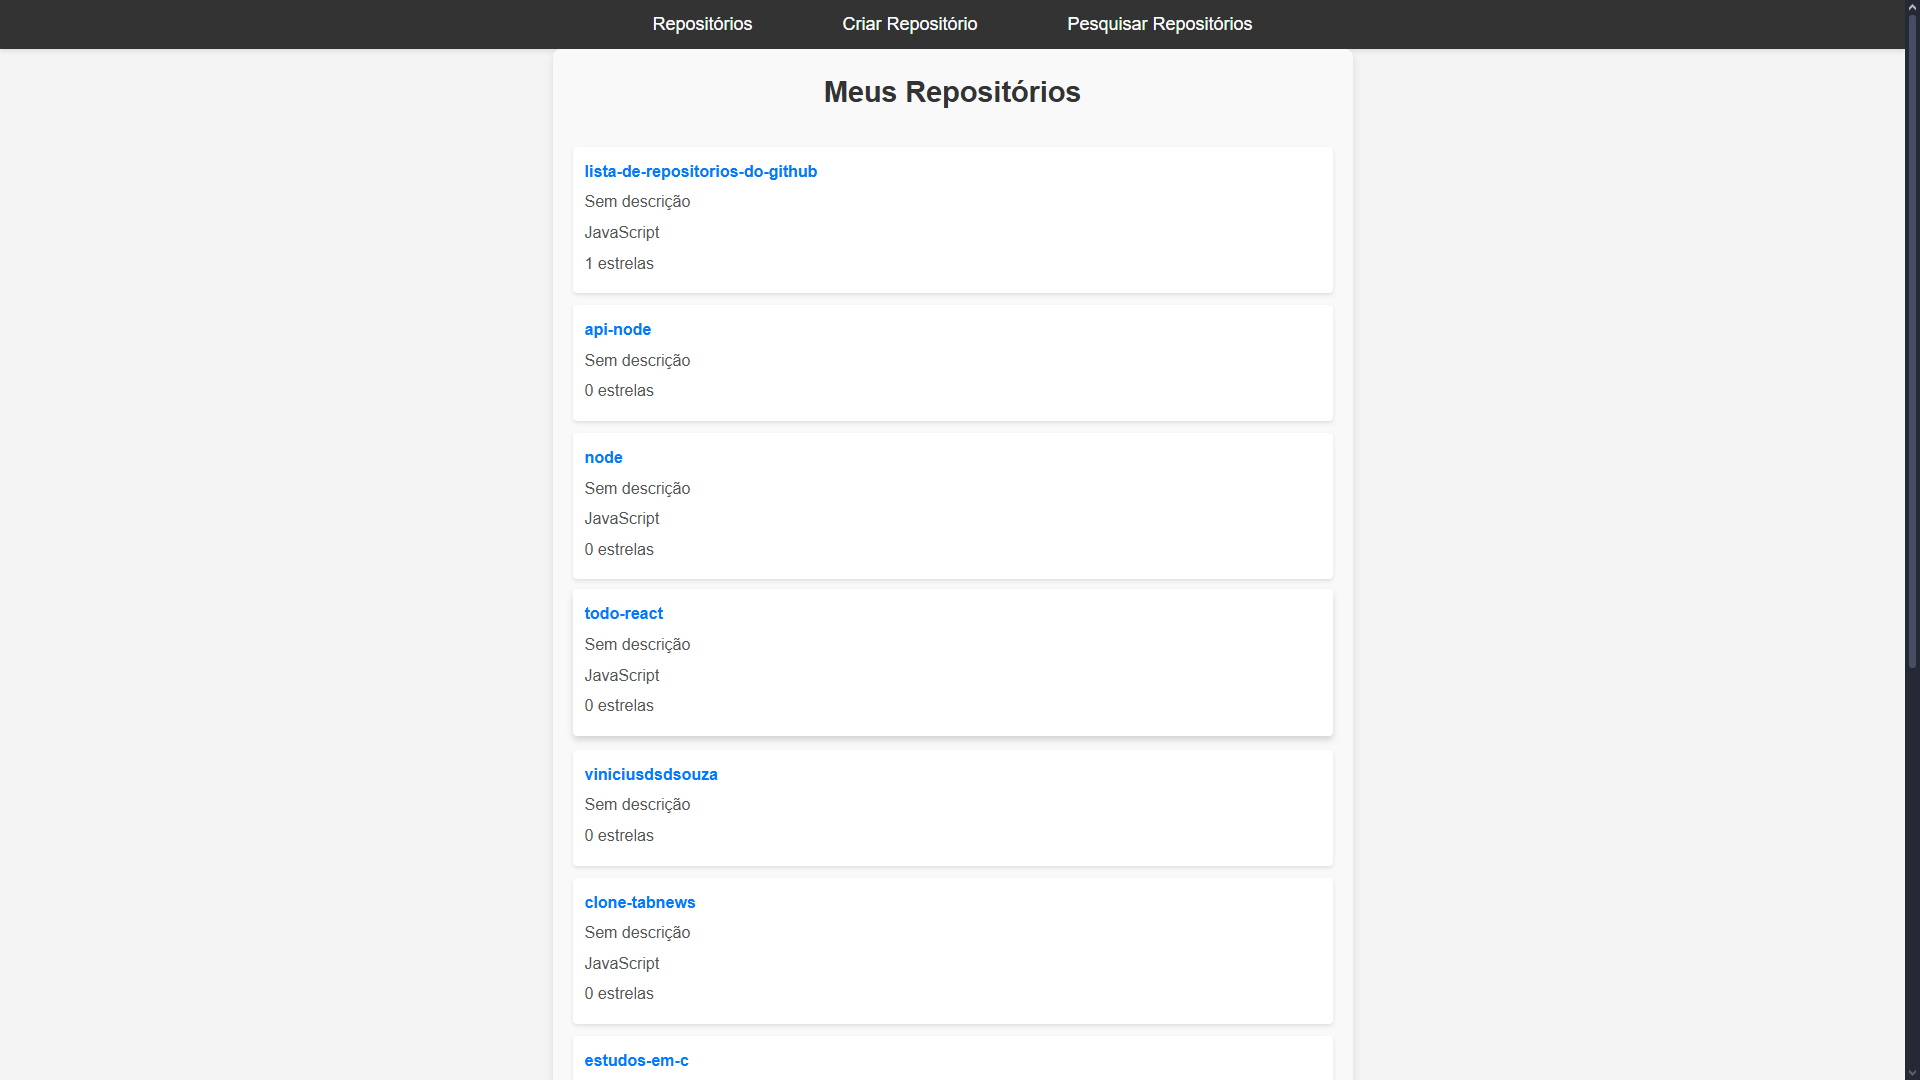 Repositórios Criar Repositório Pesquisar Repositórios
Meus Repositórios
lista-de-repositorios-do-github
Sem descrição
JavaScript
1 estrelas
api-node
Sem descrição
0 estrelas
node
Sem descrição
JavaScript
0 estrelas
todo-react
Sem descrição
JavaScript
0 estrelas
viniciusdsdsouza
Sem descrição
0 estrelas
clone-tabnews
Sem descrição
JavaScript
0 estrelas
estudos-em-c